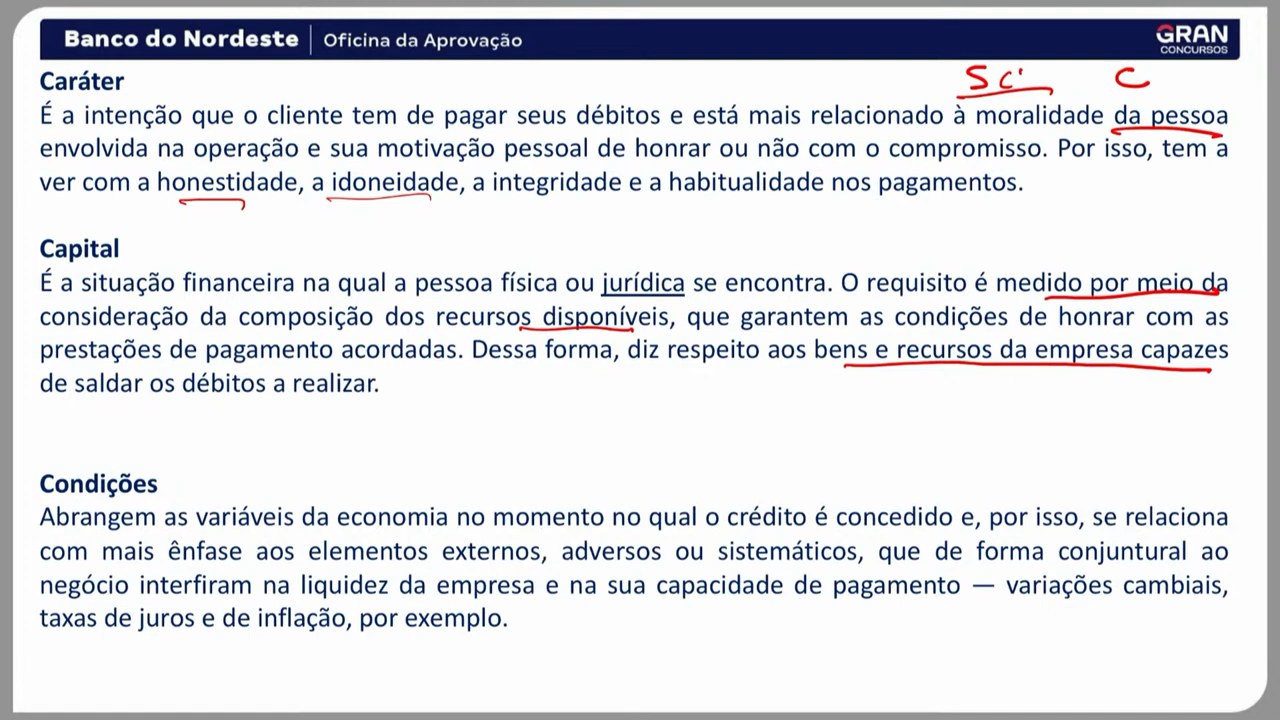 Banco do Nordeste | Oficina da Aprovação
GRAN
CONCURSOS
Caráter
É a intenção que o cliente tem de pagar seus débitos e está mais relacionado à moralidade da pessoa
envolvida na operação e sua motivação pessoal de honrar ou não com o compromisso. Por isso, tem a
ver com a honestidade, a idoneidade, a integridade e a habitualidade nos pagamentos.
Capital
É a situação financeira na qual a pessoa física ou jurídica se encontra. O requisito é medido por meio da
consideração da composição dos recursos disponíveis, que garantem as condições de honrar com as
prestações de pagamento acordadas. Dessa forma, diz respeito aos bens e recursos da empresa capazes
de saldar os débitos a realizar.
Condições
Abrangem as variáveis da economia no momento no qual o crédito é concedido e, por isso, se relaciona
com mais ênfase aos elementos externos, adversos ou sistemáticos, que de forma conjuntural ao
negócio interfiram na liquidez da empresa e na sua capacidade de pagamento — variações cambiais,
taxas de juros e de inflação, por exemplo.